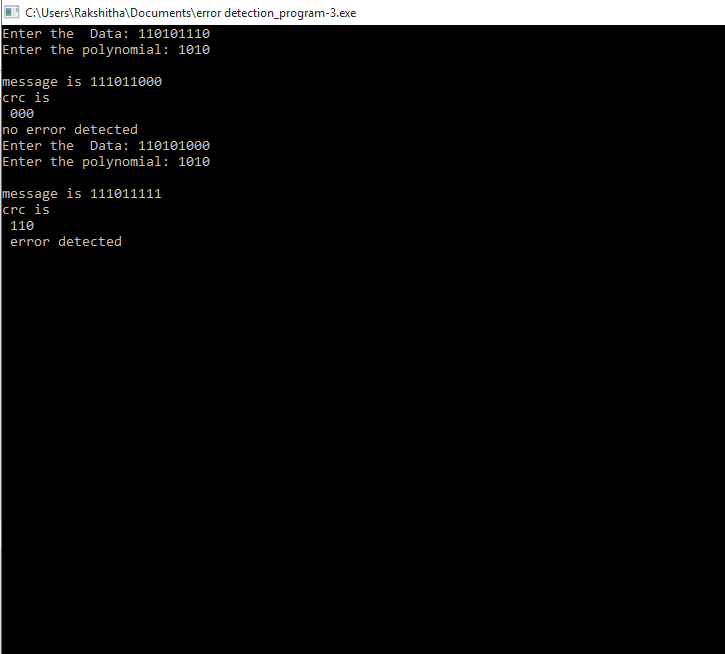 C:\Users\Rakshitha\Documents\error detection_program-3.exe
Enter the  Data: 110101110
Enter the polynomial: 1010
message is 111011000
crc is
 000
no error detected
Enter the  Data: 110101000
Enter the polynomial: 1010
message is 111011111
crc is
 110
 error detected